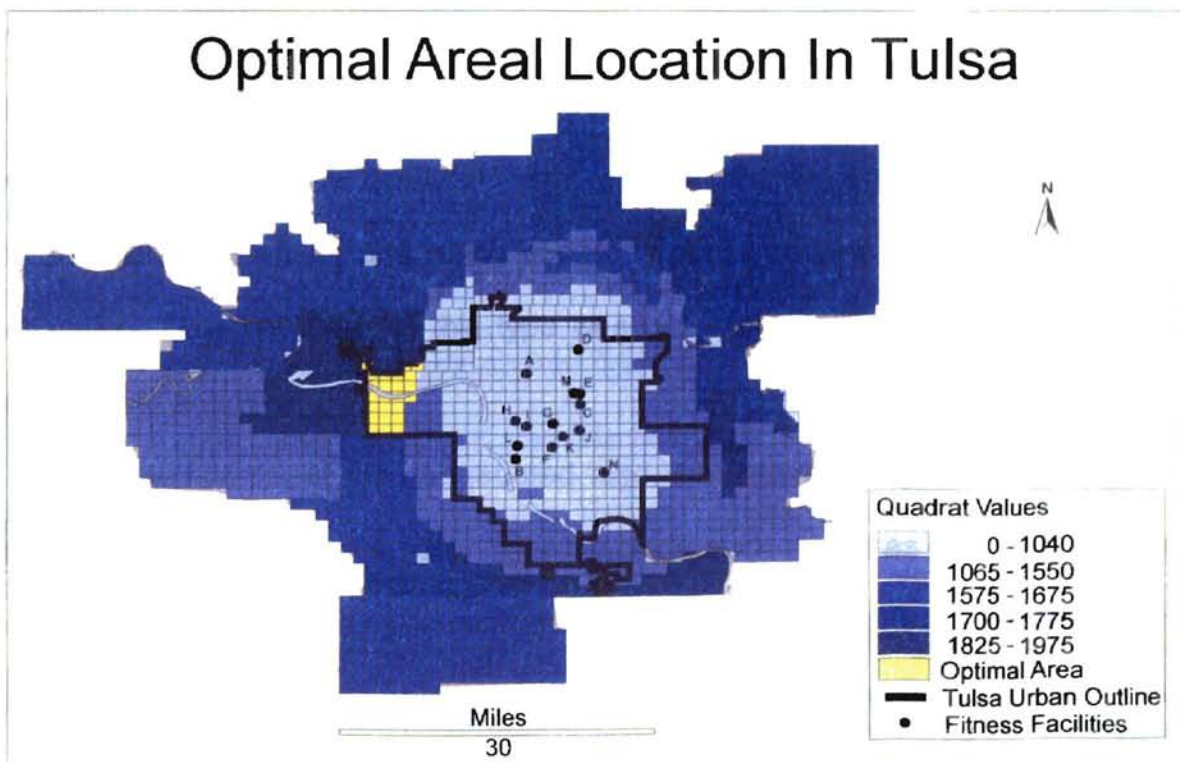 Optimal Areal Location In Tulsa
N
D
A
M E
C
H G
J
L K
F
B N
Quadrat Values
0 - 1040
1065 - 1550
1575 - 1675
1700 - 1775
1825 - 1975
Optimal Area
Tulsa Urban Outline
Fitness Facilities
Miles
30